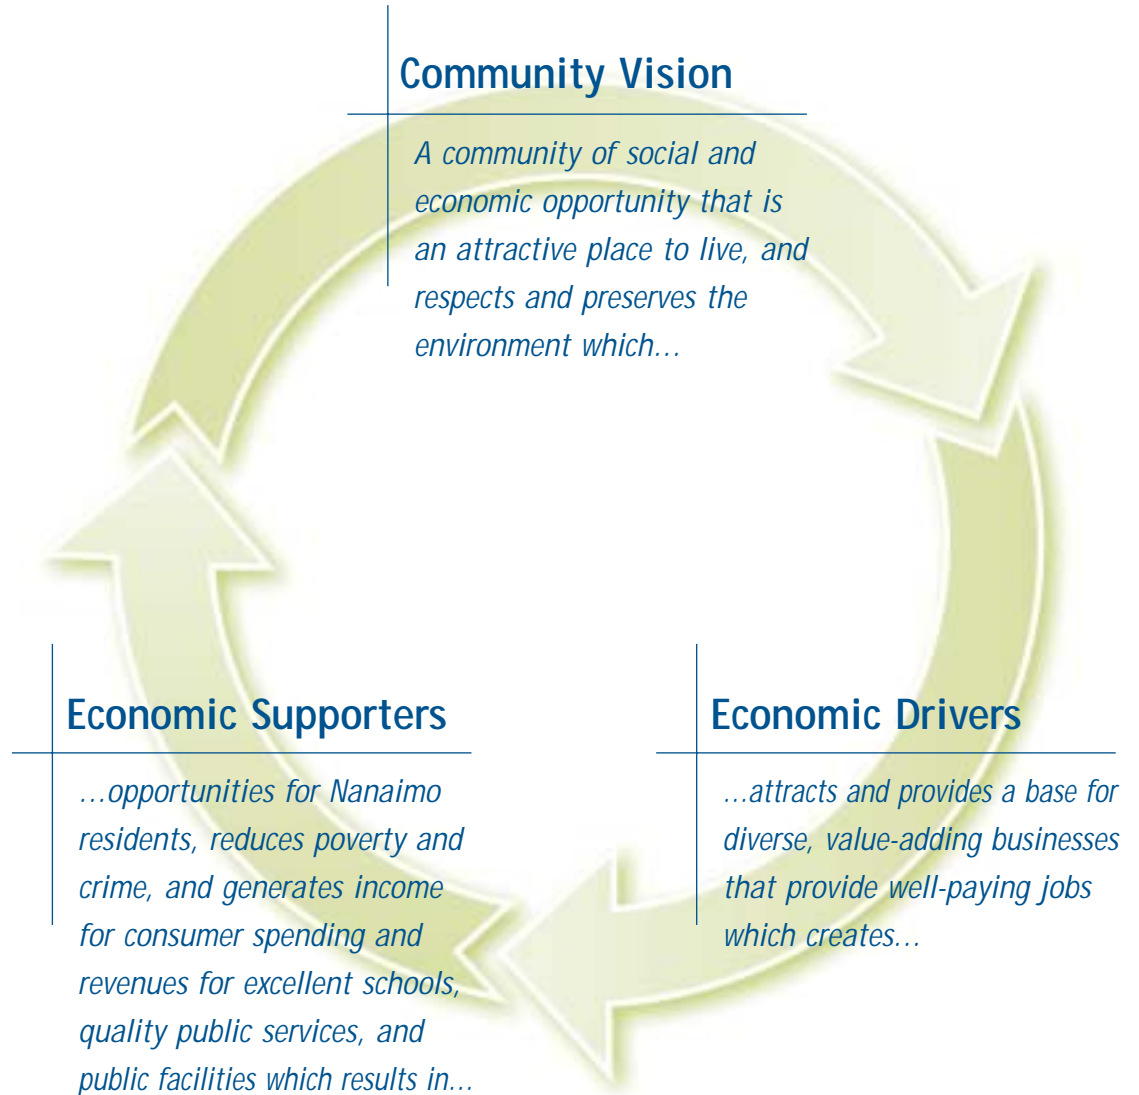 Community Vision
A community of social and
economic opportunity that is
an attractive place to live, and
respects and preserves the
environment which...
Economic Drivers
...attracts and provides a base for
diverse, value-adding businesses
that provide well-paying jobs
which creates...
Economic Supporters
...opportunities for Nanaimo
residents, reduces poverty and
crime, and generates income
for consumer spending and
revenues for excellent schools,
quality public services, and
public facilities which results in...